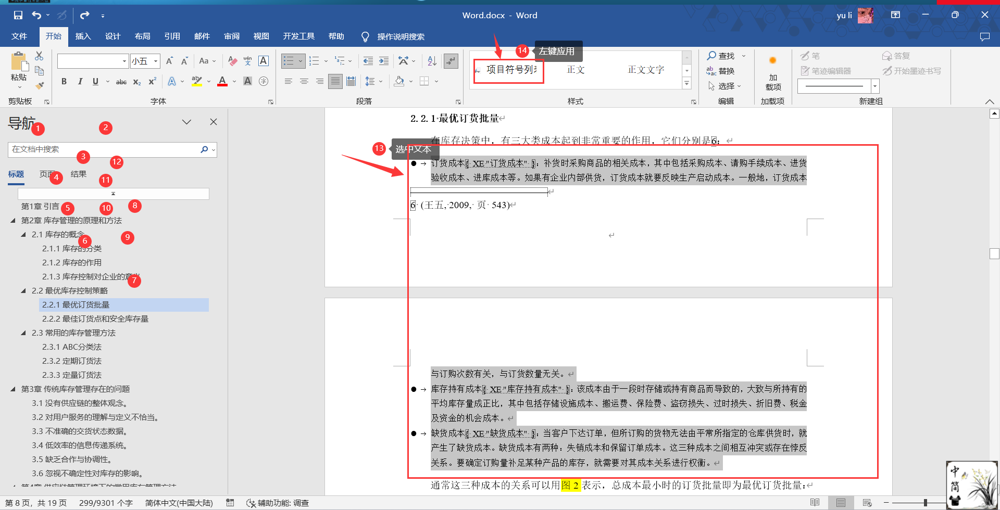 Word.docx - Word
yu li
文件 开始 插入 设计 布局 引用 邮件 审阅 视图 开发工具 帮助 操作说明搜索
粘贴
剪贴板
小五
Aa
wén
A
B I U abc x₂ x² A ab A A 字
字体
A Z
段落
项目符号列表
正文
正文文字
样式
14 左键应用
查找
替换
选择
编辑
加
载项
加载项
笔
笔迹编辑器
答复
开始墨迹书写
新建组
导航
1
2
在文档中搜索
3
12
标题 页面 结果
4
11
第1章 引言
5
10
8
第2章 库存管理的原理和方法
2.1 库存的概念
6
9
2.1.1 库存的分类
2.1.2 库存的作用
2.1.3 库存控制对企业的意义
7
2.2 最优库存控制策略
2.2.1 最优订货批量
2.2.2 最佳订货点和安全库存量
2.3 常用的库存管理方法
2.3.1 ABC分类法
2.3.2 定期订货法
2.3.3 定量订货法
第3章 传统库存管理存在的问题
3.1 没有供应链的整体观念。
3.2 对用户服务的理解与定义不恰当。
3.3 不准确的交货状态数据。
3.4 低效率的信息传递系统。
3.5 缺乏合作与协调性。
3.6 忽视不确定性对库存的影响。
第4章 供应链管理环境下的常用库存管理方法
2.2.1 最优订货批量
在库存决策中，有三大类成本起到非常重要的作用，它们分别是6：
13 选中文本
● → 订货成本{ XE "订货成本" }：补货时采购商品的相关成本，其中包括采购成本、请购手续成本、进货
验收成本、进库成本等。如果有企业内部供货，订货成本就要反映生产启动成本。一般地，订货成本
6 (王五, 2009, 页 543)
与订购次数有关，与订货数量无关。
● → 库存持有成本{ XE "库存持有成本" }：该成本由于一段时存储或持有商品而导致的，大致与所持有的
平均库存量成正比，其中包括存储设施成本、搬运费、保险费、盗窃损失、过时损失、折旧费、税金
及资金的机会成本。
● → 缺货成本{ XE "缺货成本" }：当客户下达订单，但所订购的货物无法由平常所指定的仓库供货时，就
产生了缺货成本。缺货成本有两种：失销成本和保留订单成本。这三种成本之间相互冲突或存在悖反
关系。要确定订购量补足某种产品的库存，就需要对其成本关系进行权衡。
通常这三种成本的关系可以用图 2 表示，总成本最小时的订货批量即为最优订货批量：
第 8 页，共 19 页 299/9301 个字 简体中文(中国大陆) 辅助功能: 调查
中
简